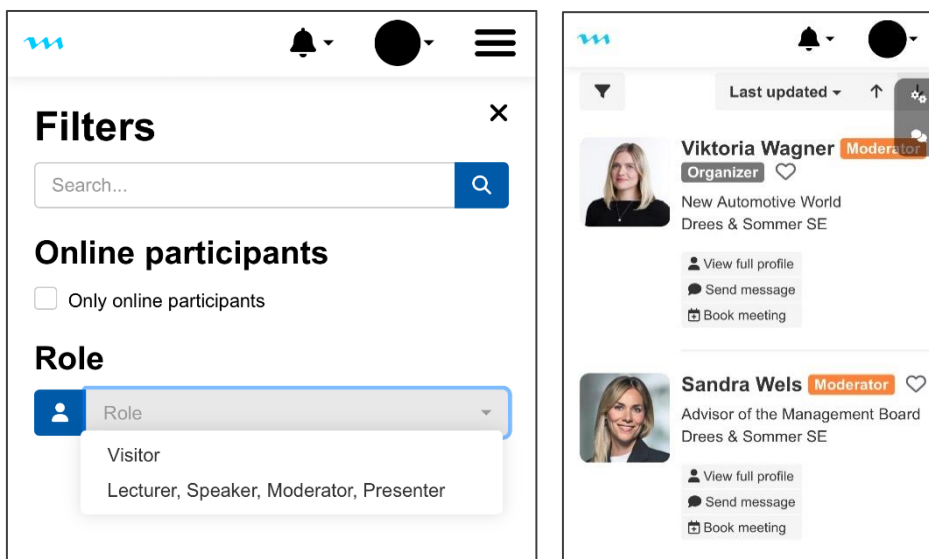 Filters
Search...
Online participants
Only online participants
Role
Role
Visitor
Lecturer, Speaker, Moderator, Presenter
Last updated
Viktoria Wagner Moderator
Organizer
New Automotive World
Drees & Sommer SE
View full profile
Send message
Book meeting
Sandra Wels Moderator
Advisor of the Management Board
Drees & Sommer SE
View full profile
Send message
Book meeting